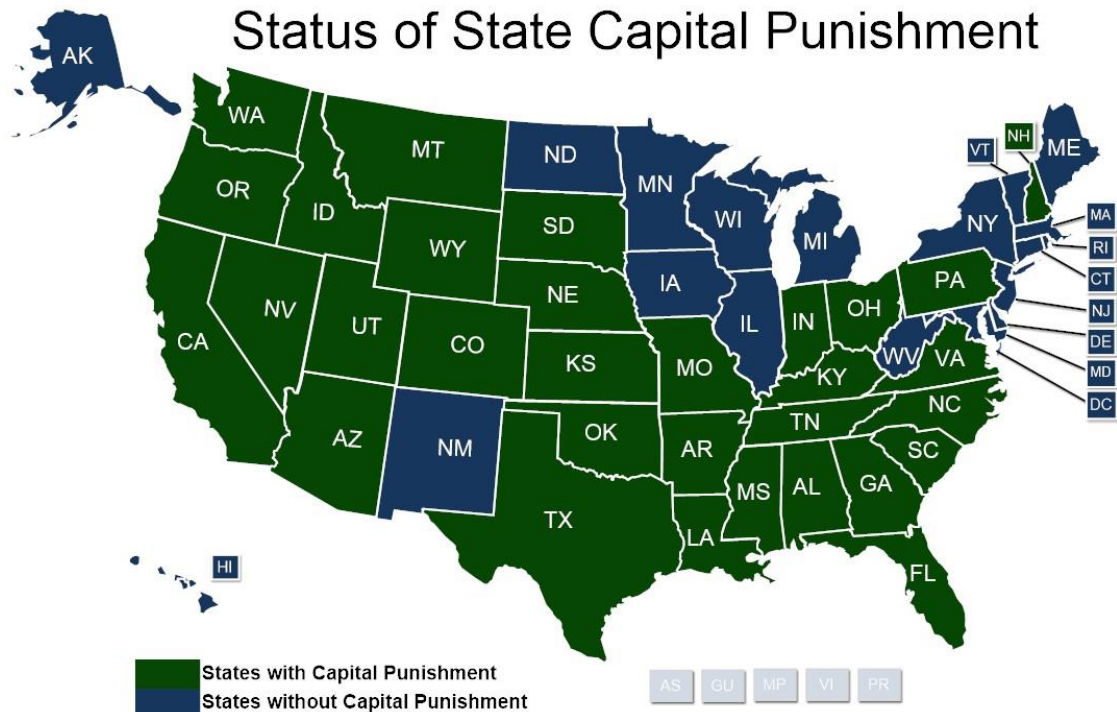 Status of State Capital Punishment
AK
WA
MT
ND
MN
VT
NH
ME
OR
ID
WY
SD
WI
MI
NY
MA
RI
CT
NJ
DE
MD
DC
CA
NV
UT
CO
NE
KS
IA
MO
IL
IN
OH
PA
WV
VA
KY
NC
TN
SC
AZ
NM
OK
AR
MS
AL
GA
TX
LA
FL
HI
States with Capital Punishment
States without Capital Punishment
AS GU MP VI PR